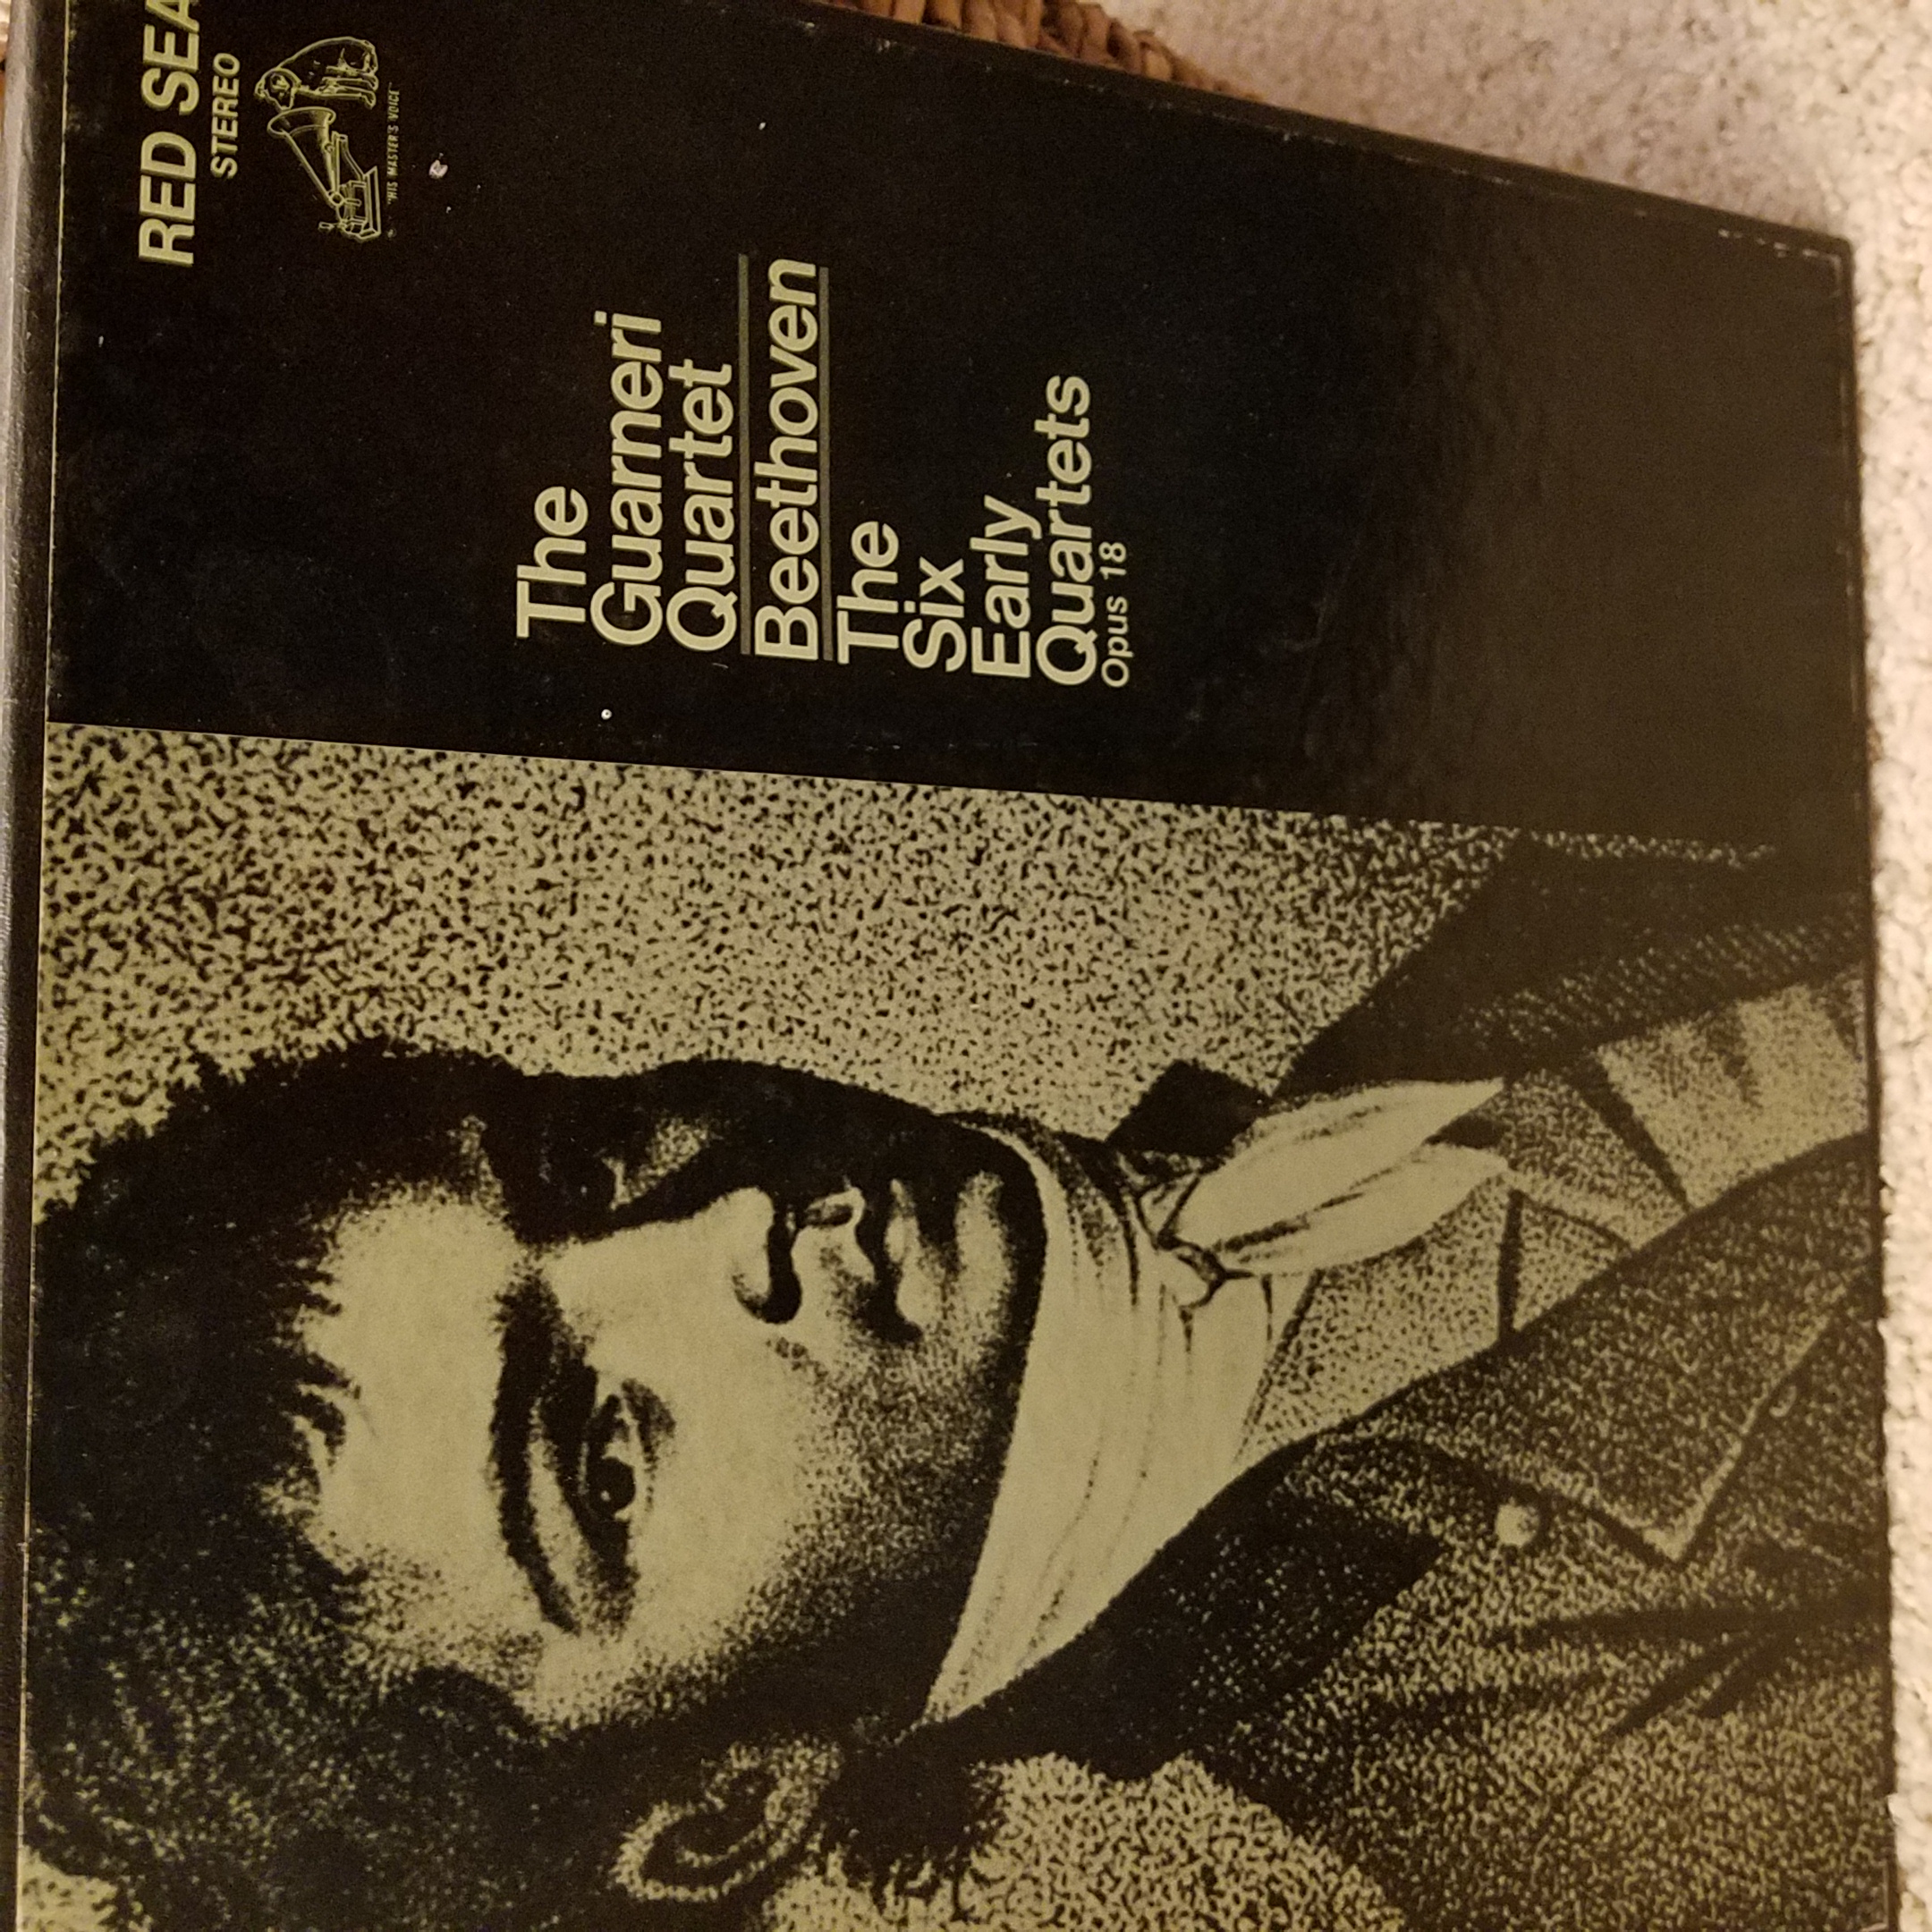 RED SEA
STEREO
"HIS MASTER'S VOICE"
The
Guarneri
Quartet
Beethoven
The
Six
Early
Quartets
Opus 18